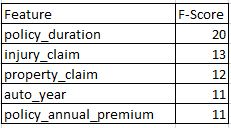 Feature F-Score
policy_duration 20
injury_claim 13
property_claim 12
auto_year 11
policy_annual_premium 11